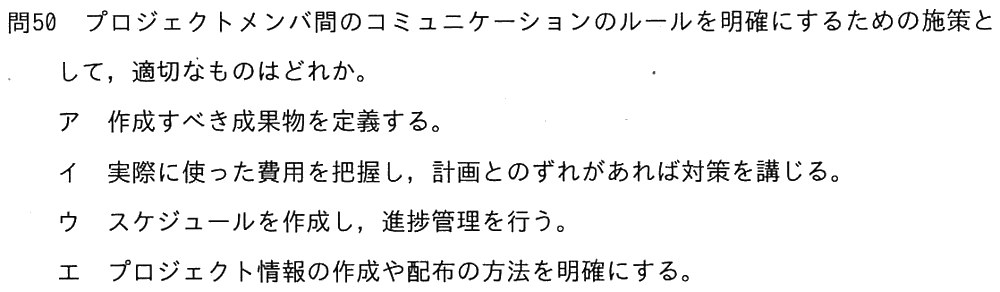 問50 プロジェクトメンバ間のコミュニケーションのルールを明確にするための施策と
して，適切なものはどれか。
ア 作成すべき成果物を定義する。
イ 実際に使った費用を把握し，計画とのずれがあれば対策を講じる。
ウ スケジュールを作成し，進捗管理を行う。
エ プロジェクト情報の作成や配布の方法を明確にする。